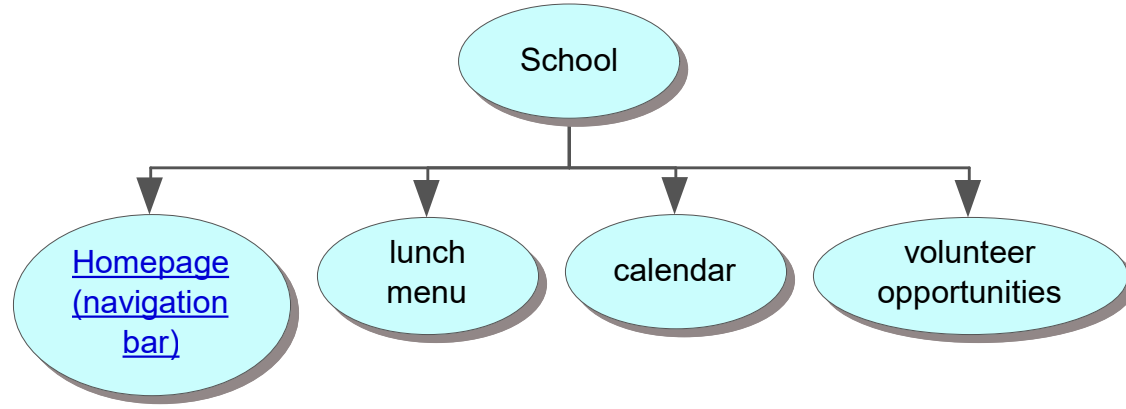 School
Homepage
(navigation
bar)
lunch
menu
calendar
volunteer
opportunities